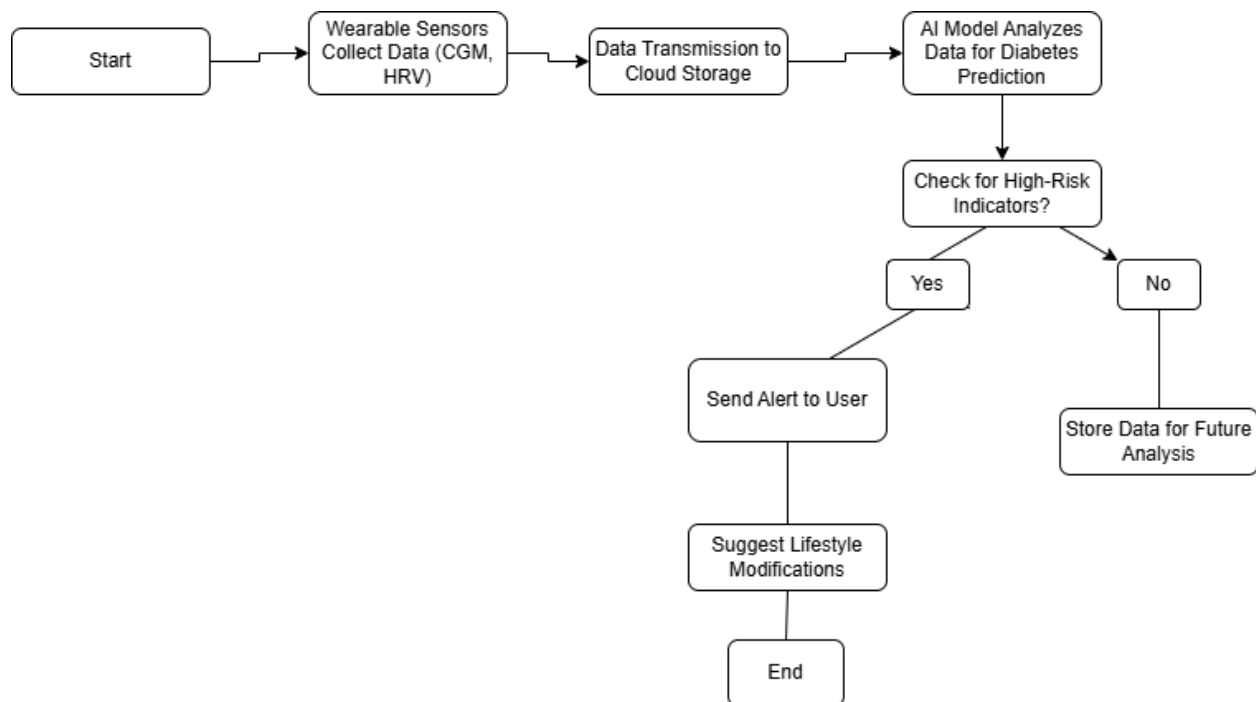 Start
Wearable Sensors
Collect Data (CGM,
HRV)
Data Transmission to
Cloud Storage
AI Model Analyzes
Data for Diabetes
Prediction
Check for High-Risk
Indicators?
Yes
No
Send Alert to User
Store Data for Future
Analysis
Suggest Lifestyle
Modifications
End